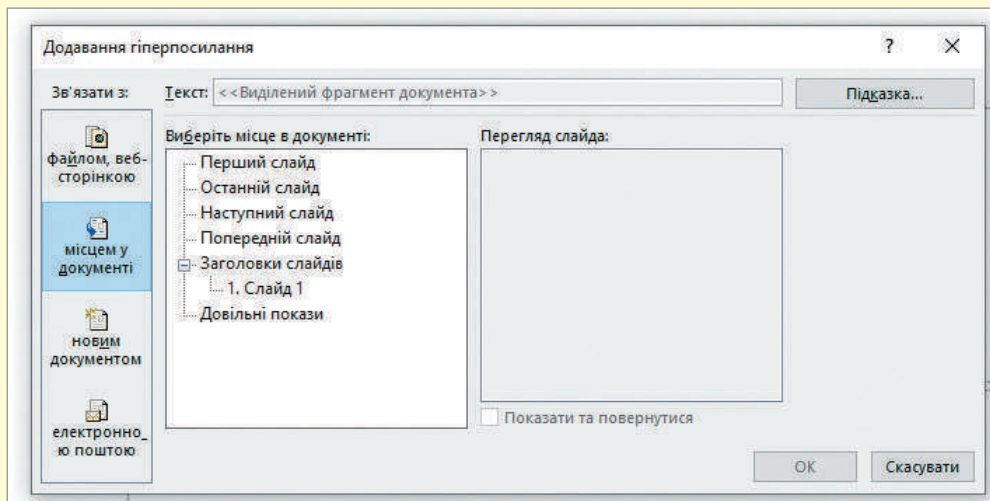 Додавання гіперпосилання
?
Зв'язати з:
Текст: <<Виділений фрагмент документа>>
Підказка...
файлом, веб-
сторінкою
місцем у
документі
новим
документом
електронно_
ю поштою
Виберіть місце в документі:
Перший слайд
Останній слайд
Наступний слайд
Попередній слайд
Заголовки слайдів
1. Слайд 1
Довільні покази
Перегляд слайда:
Показати та повернутися
ОК
Скасувати